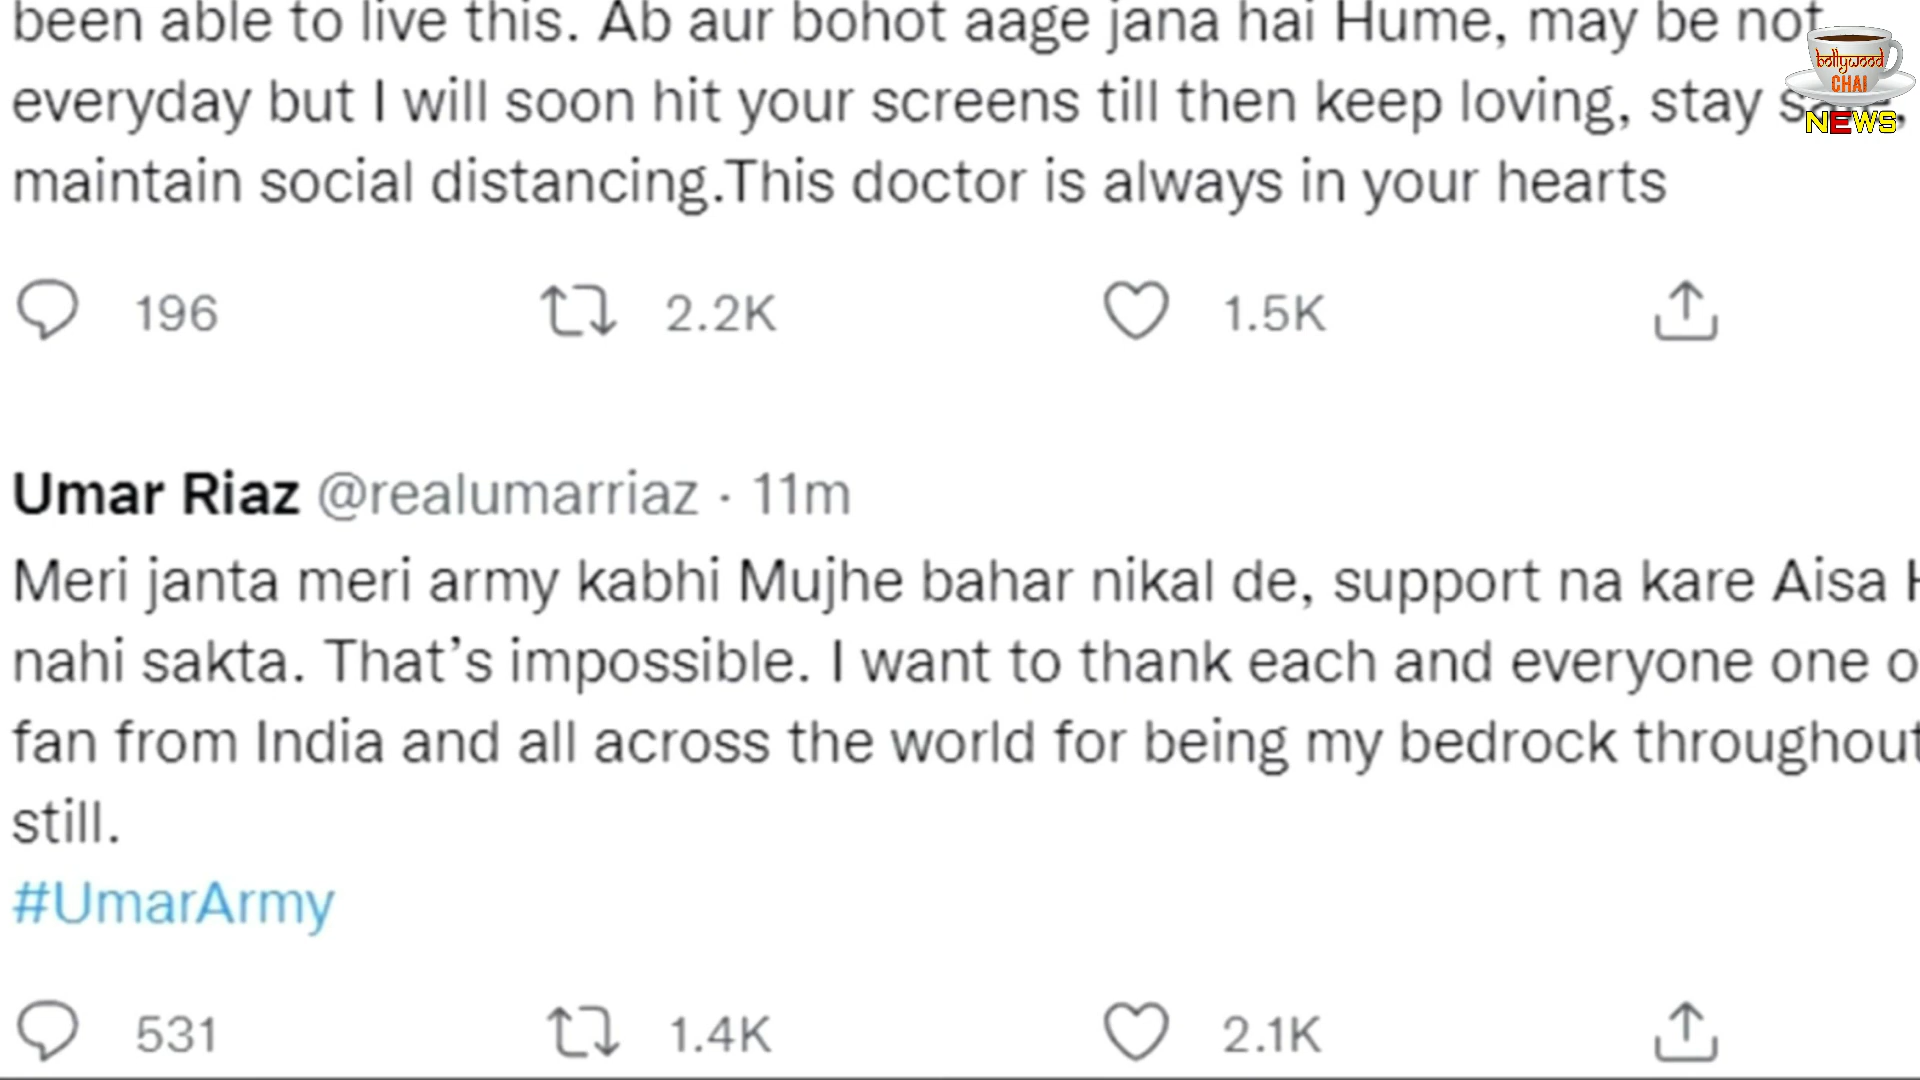 been able to live this. Ab aur bohot aage jana hai Hume, may be not
everyday but I will soon hit your screens till then keep loving, stay
maintain social distancing.This doctor is always in your hearts
196 2.2K 1.5K
Umar Riaz @realumarriaz · 11m
Meri janta meri army kabhi Mujhe bahar nikal de, support na kare Aisa
nahi sakta. That’s impossible. I want to thank each and everyone one
fan from India and all across the world for being my bedrock throughout
still.
#UmarArmy
531 1.4K 2.1K
bollywood
CHAI
NEWS